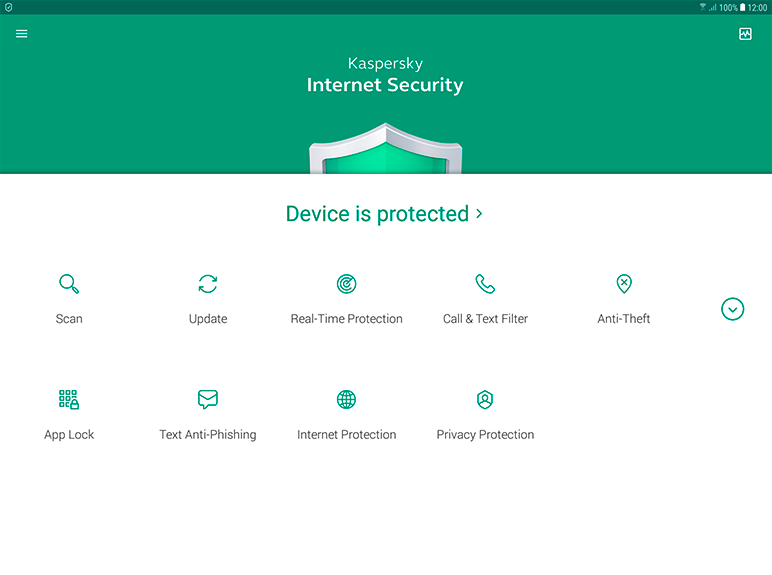 100% 12:00
Kaspersky
Internet Security
Device is protected
Scan
Update
Real-Time Protection
Call & Text Filter
Anti-Theft
App Lock
Text Anti-Phishing
Internet Protection
Privacy Protection